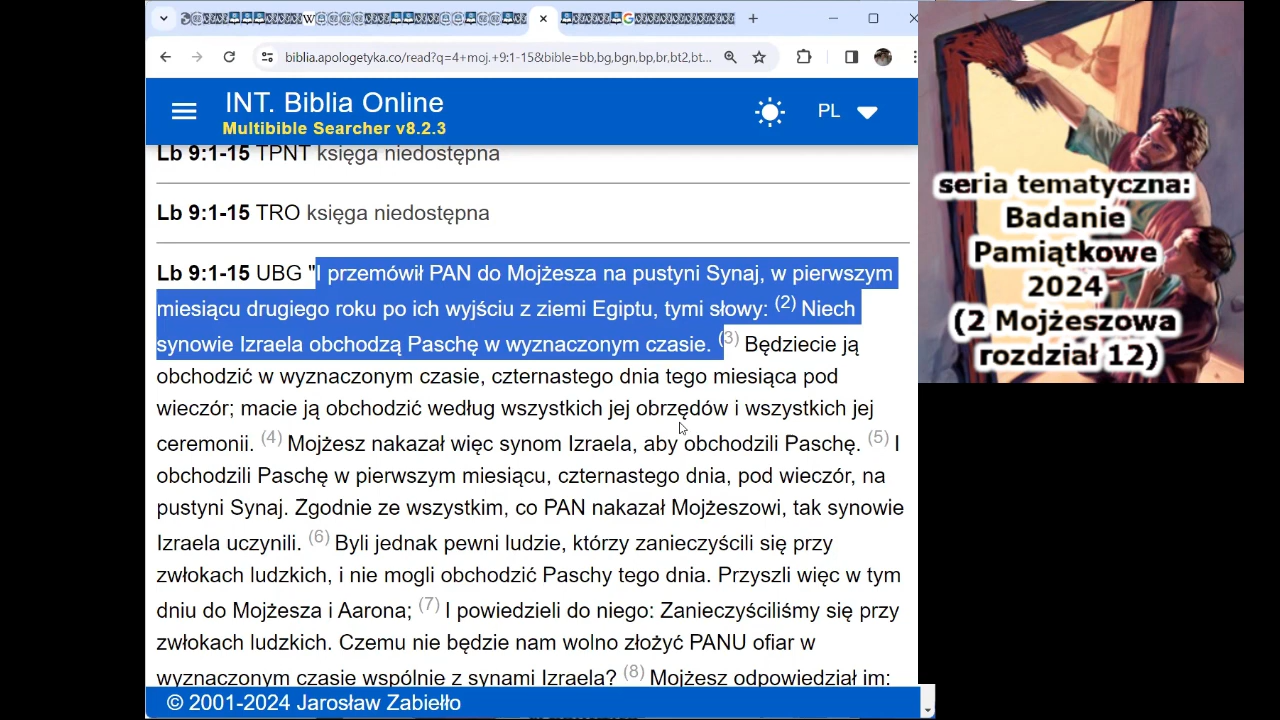 biblia.apologetyka.co/read?q=4+moj.+9:1-15&bible=bb,bg,bgn,bp,br,bt2,bt...
INT. Biblia Online
Multibible Searcher v8.2.3
PL
Lb 9:1-15 TPNT księga niedostępna
Lb 9:1-15 TRO księga niedostępna
Lb 9:1-15 UBG "I przemówił PAN do Mojżesza na pustyni Synaj, w pierwszym
miesiącu drugiego roku po ich wyjściu z ziemi Egiptu, tymi słowy: (2) Niech
synowie Izraela obchodzą Paschę w wyznaczonym czasie. (3) Będziecie ją
obchodzić w wyznaczonym czasie, czternastego dnia tego miesiąca pod
wieczór; macie ją obchodzić według wszystkich jej obrzędów i wszystkich jej
ceremonii. (4) Mojżesz nakazał więc synom Izraela, aby obchodzili Paschę. (5) I
obchodzili Paschę w pierwszym miesiącu, czternastego dnia, pod wieczór, na
pustyni Synaj. Zgodnie ze wszystkim, co PAN nakazał Mojżeszowi, tak synowie
Izraela uczynili. (6) Byli jednak pewni ludzie, którzy zanieczyścili się przy
zwłokach ludzkich, i nie mogli obchodzić Paschy tego dnia. Przyszli więc w tym
dniu do Mojżesza i Aarona; (7) I powiedzieli do niego: Zanieczyściliśmy się przy
zwłokach ludzkich. Czemu nie będzie nam wolno złożyć PANU ofiar w
wyznaczonym czasie wspólnie z synami Izraela? (8) Mojżesz odpowiedział im:
© 2001-2024 Jarosław Zabiełło
seria tematyczna:
Badanie
Pamiątkowe
2024
(2 Mojżeszowa
rozdział 12)